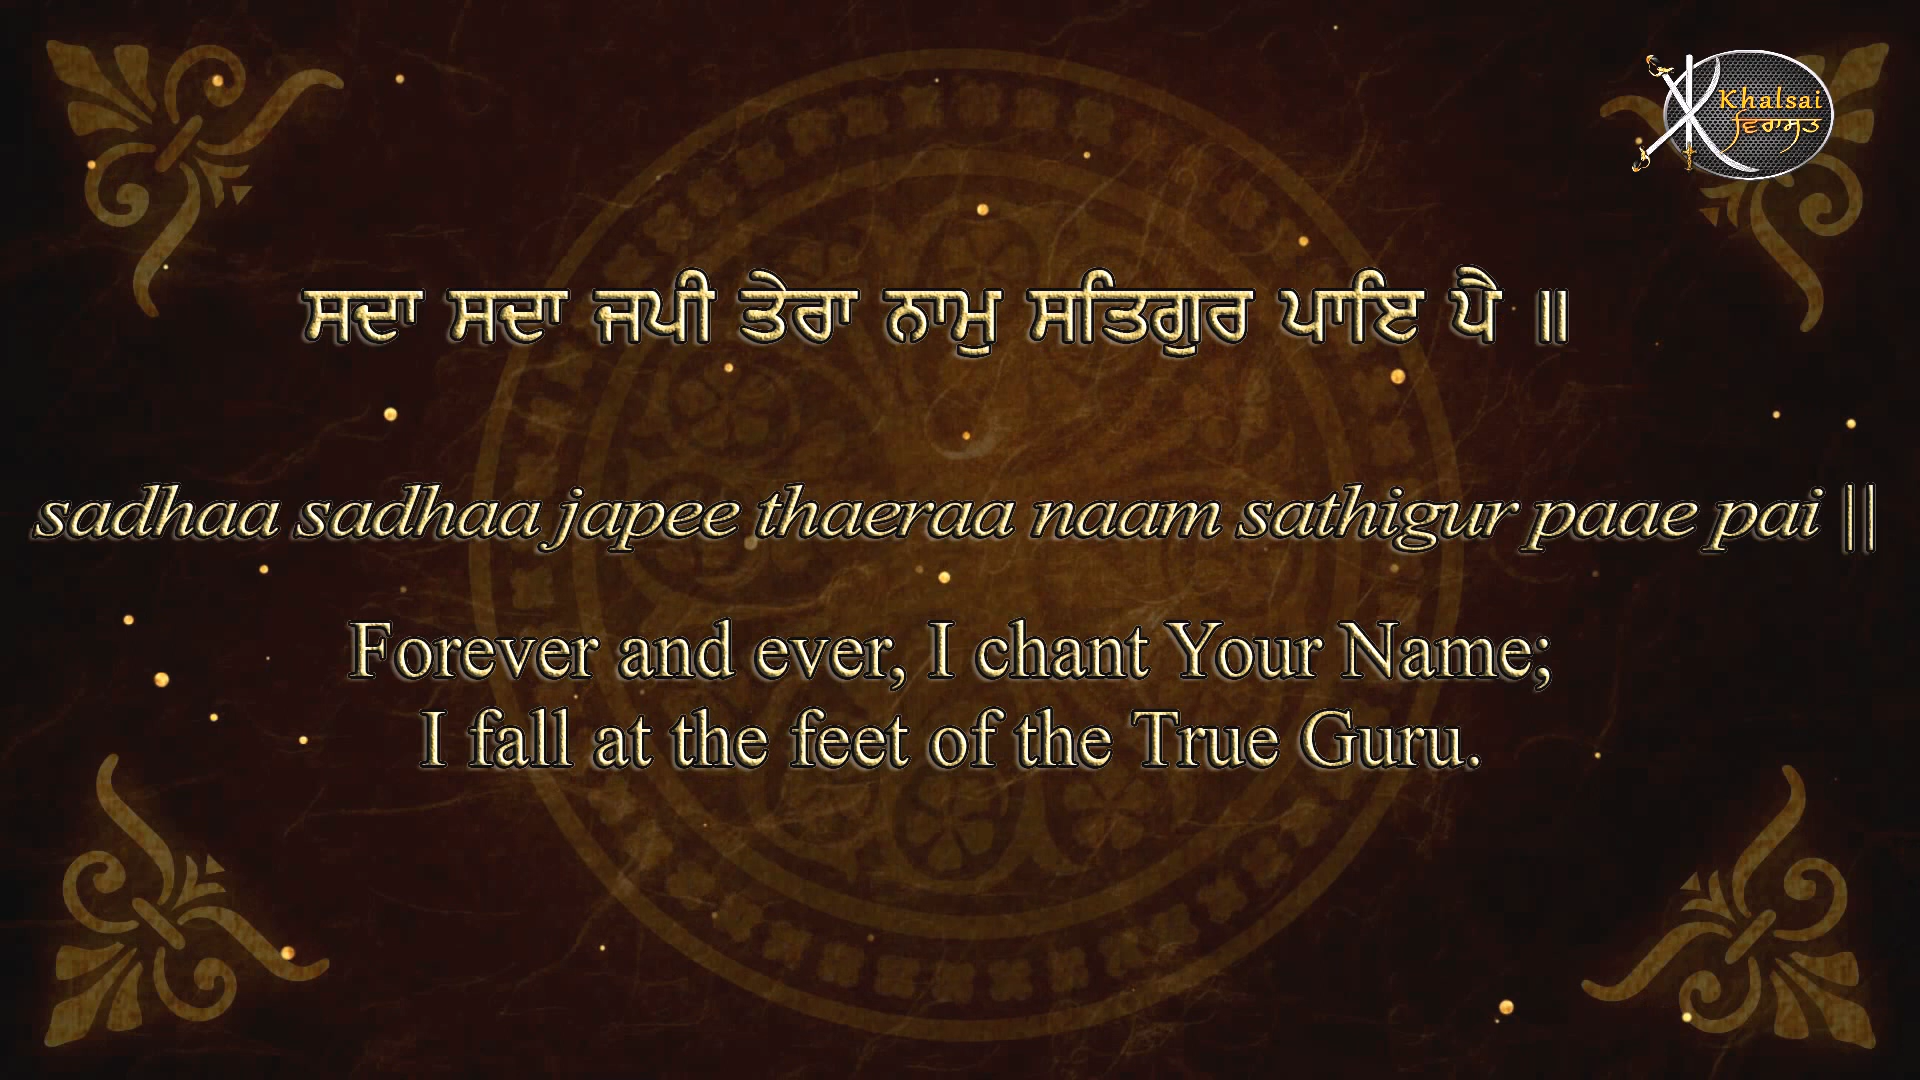 Khalsai
ਵਿਰਾਸਤ
ਸਦਾ ਸਦਾ ਜਪੀ ਤੇਰਾ ਨਾਮੁ ਸਤਿਗੁਰ ਪਾਇ ਪੈ ॥
sadhaa sadhaa japee thaeraa naam sathigur paae pai ||
Forever and ever, I chant Your Name;
I fall at the feet of the True Guru.